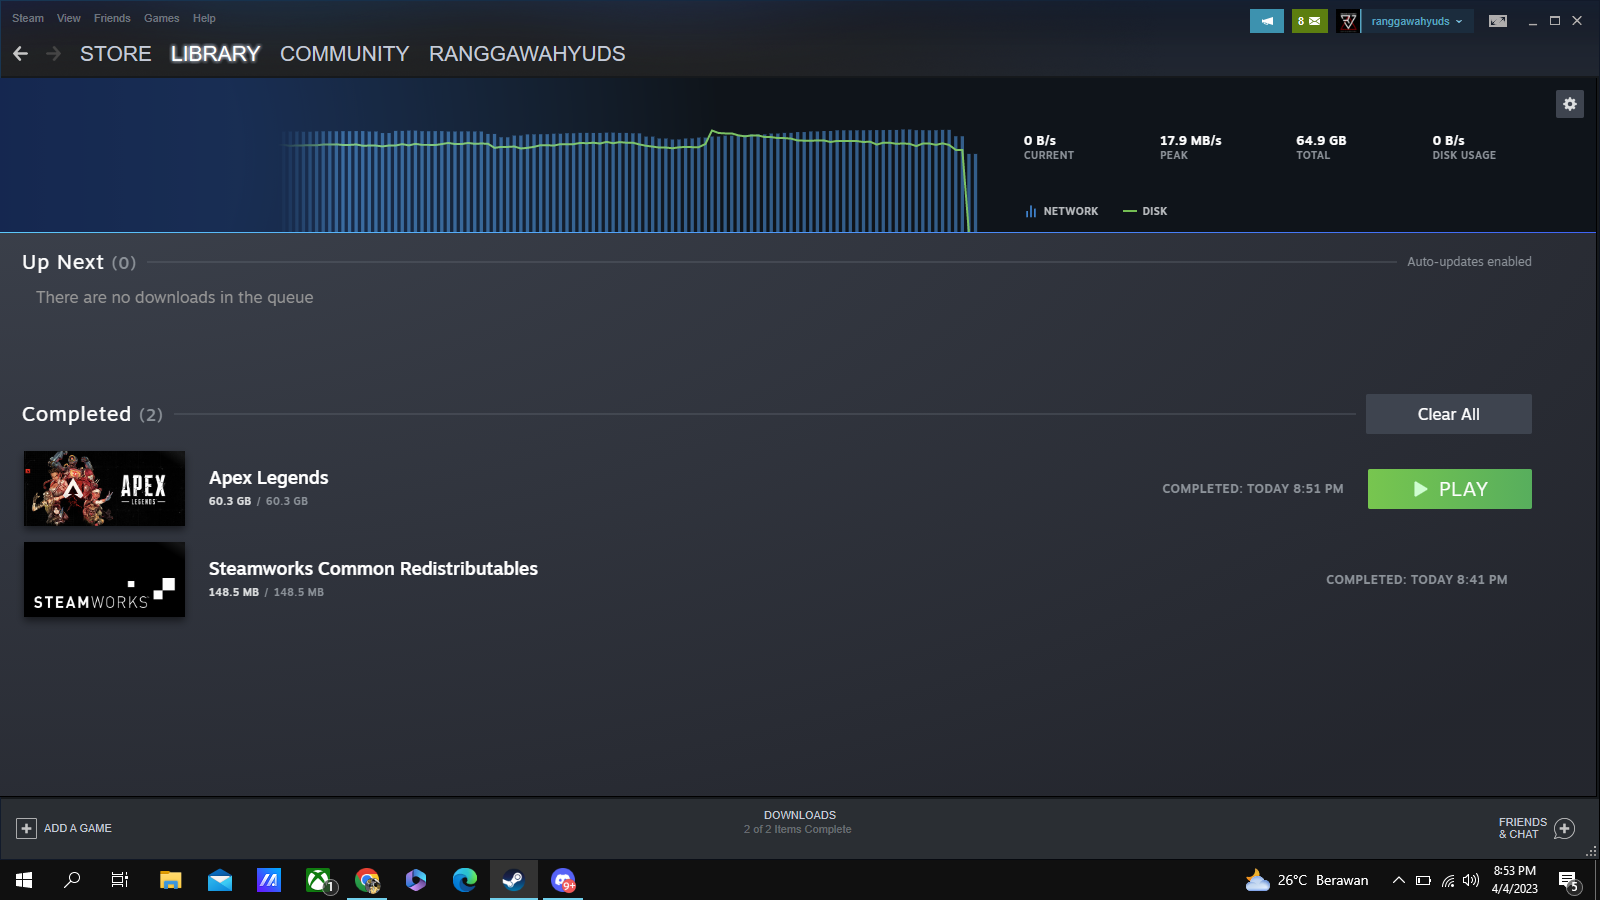 Steam View Friends Games Help
8 ranggawahyuds
STORE LIBRARY COMMUNITY RANGGAWAHYUDS
0 B/s 17.9 MB/s 64.9 GB 0 B/s
CURRENT PEAK TOTAL DISK USAGE
NETWORK DISK
Up Next (0) Auto-updates enabled
There are no downloads in the queue
Completed (2) Clear All
APEX
LEGENDS
Apex Legends
60.3 GB / 60.3 GB
COMPLETED: TODAY 8:51 PM PLAY
STEAMWORKS
Steamworks Common Redistributables
148.5 MB / 148.5 MB
COMPLETED: TODAY 8:41 PM
ADD A GAME
DOWNLOADS
2 of 2 Items Complete
FRIENDS
& CHAT
1
9+
26°C Berawan
8:53 PM
4/4/2023
5